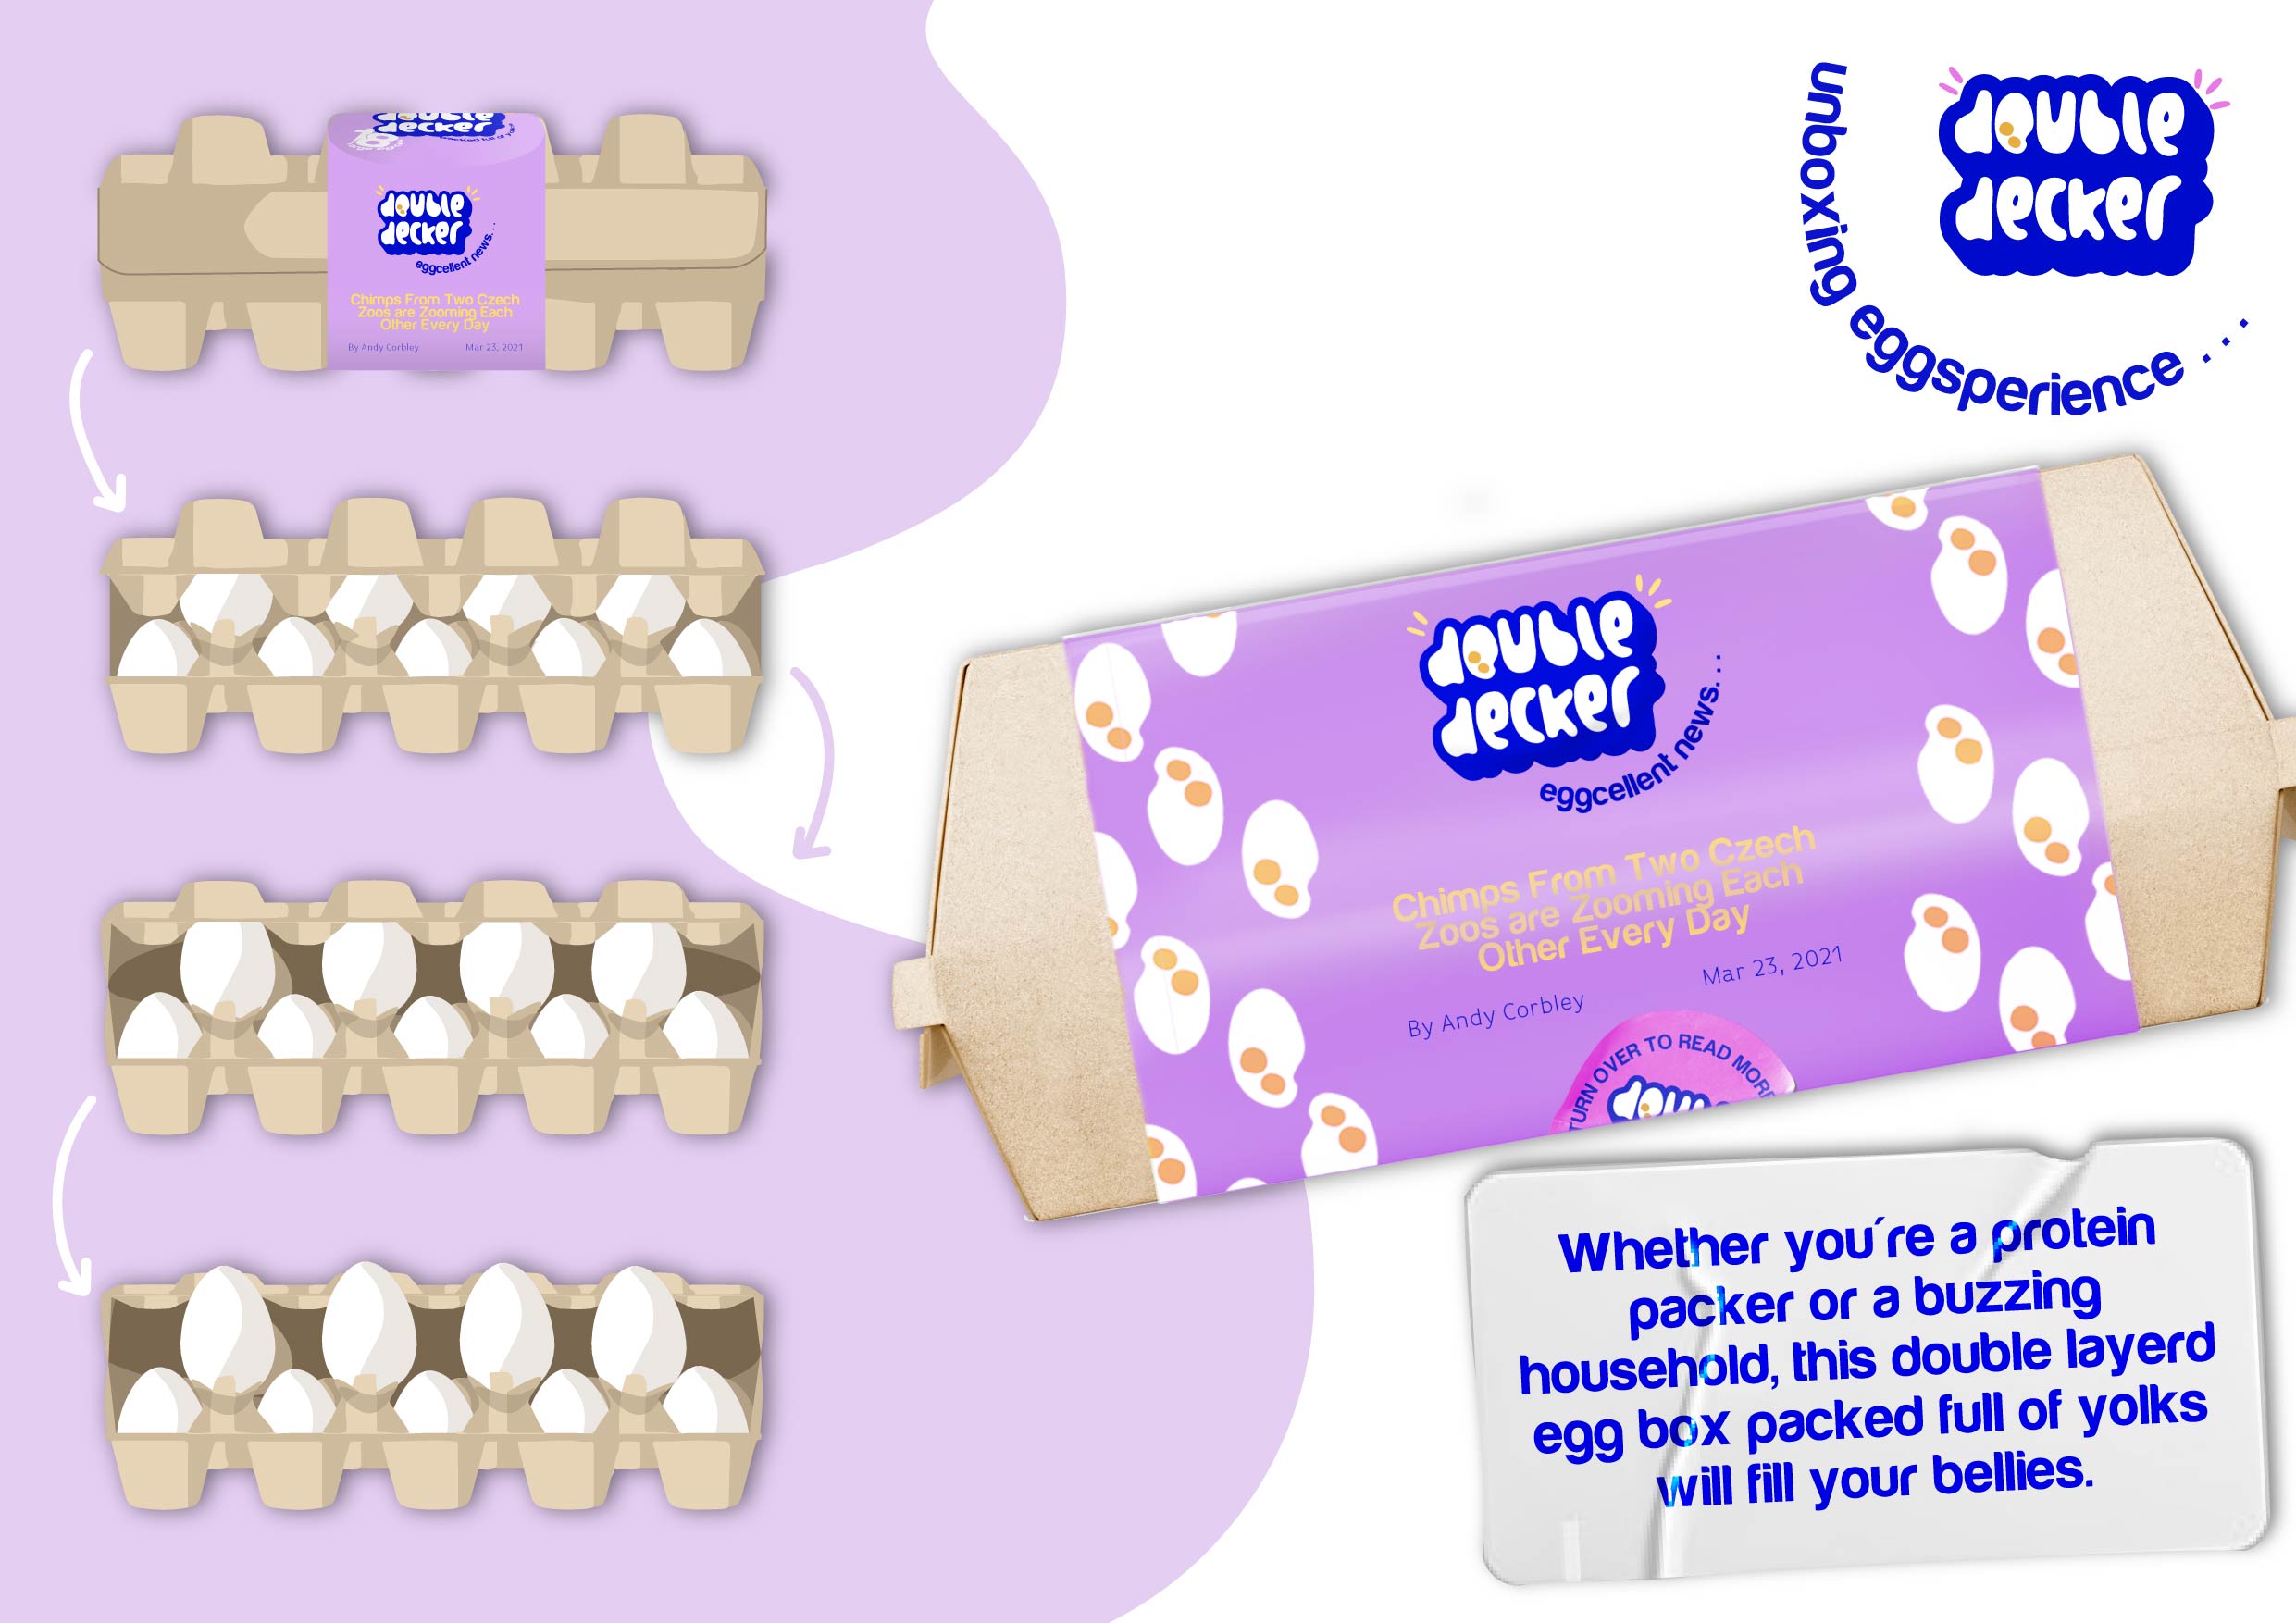 double
decker
double
decker
eggcellent news...
Chimps From Two Czech
Zoos are Zooming Each
Other Every Day
By Andy Corbley
Mar 23, 2021
double
decker
unboxing eggsperience ...
double
decker
eggcellent news...
Chimps From Two Czech
Zoos are Zooming Each
Other Every Day
By Andy Corbley
Mar 23, 2021
TURN OVER TO READ MORE
Whether you´re a protein
packer or a buzzing
household, this double layerd
egg box packed full of yolks
will fill your bellies.